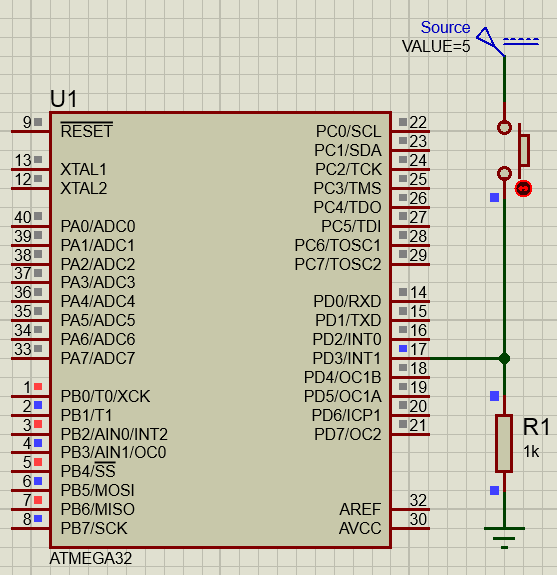 Source
VALUE=5
U1
9 RESET PC0/SCL 22
PC1/SDA 23
13 XTAL1 PC2/TCK 24
12 XTAL2 PC3/TMS 25
PC4/TDO 26
40 PA0/ADC0 PC5/TDI 27
39 PA1/ADC1 PC6/TOSC1 28
38 PA2/ADC2 PC7/TOSC2 29
37 PA3/ADC3
36 PA4/ADC4 PD0/RXD 14
35 PA5/ADC5 PD1/TXD 15
34 PA6/ADC6 PD2/INT0 16
33 PA7/ADC7 PD3/INT1 17
PD4/OC1B 18
1 PB0/T0/XCK PD5/OC1A 19
2 PB1/T1 PD6/ICP1 20
3 PB2/AIN0/INT2 PD7/OC2 21
4 PB3/AIN1/OC0
5 PB4/SS
6 PB5/MOSI
7 PB6/MISO AREF 32
8 PB7/SCK AVCC 30
ATMEGA32
R1
1k